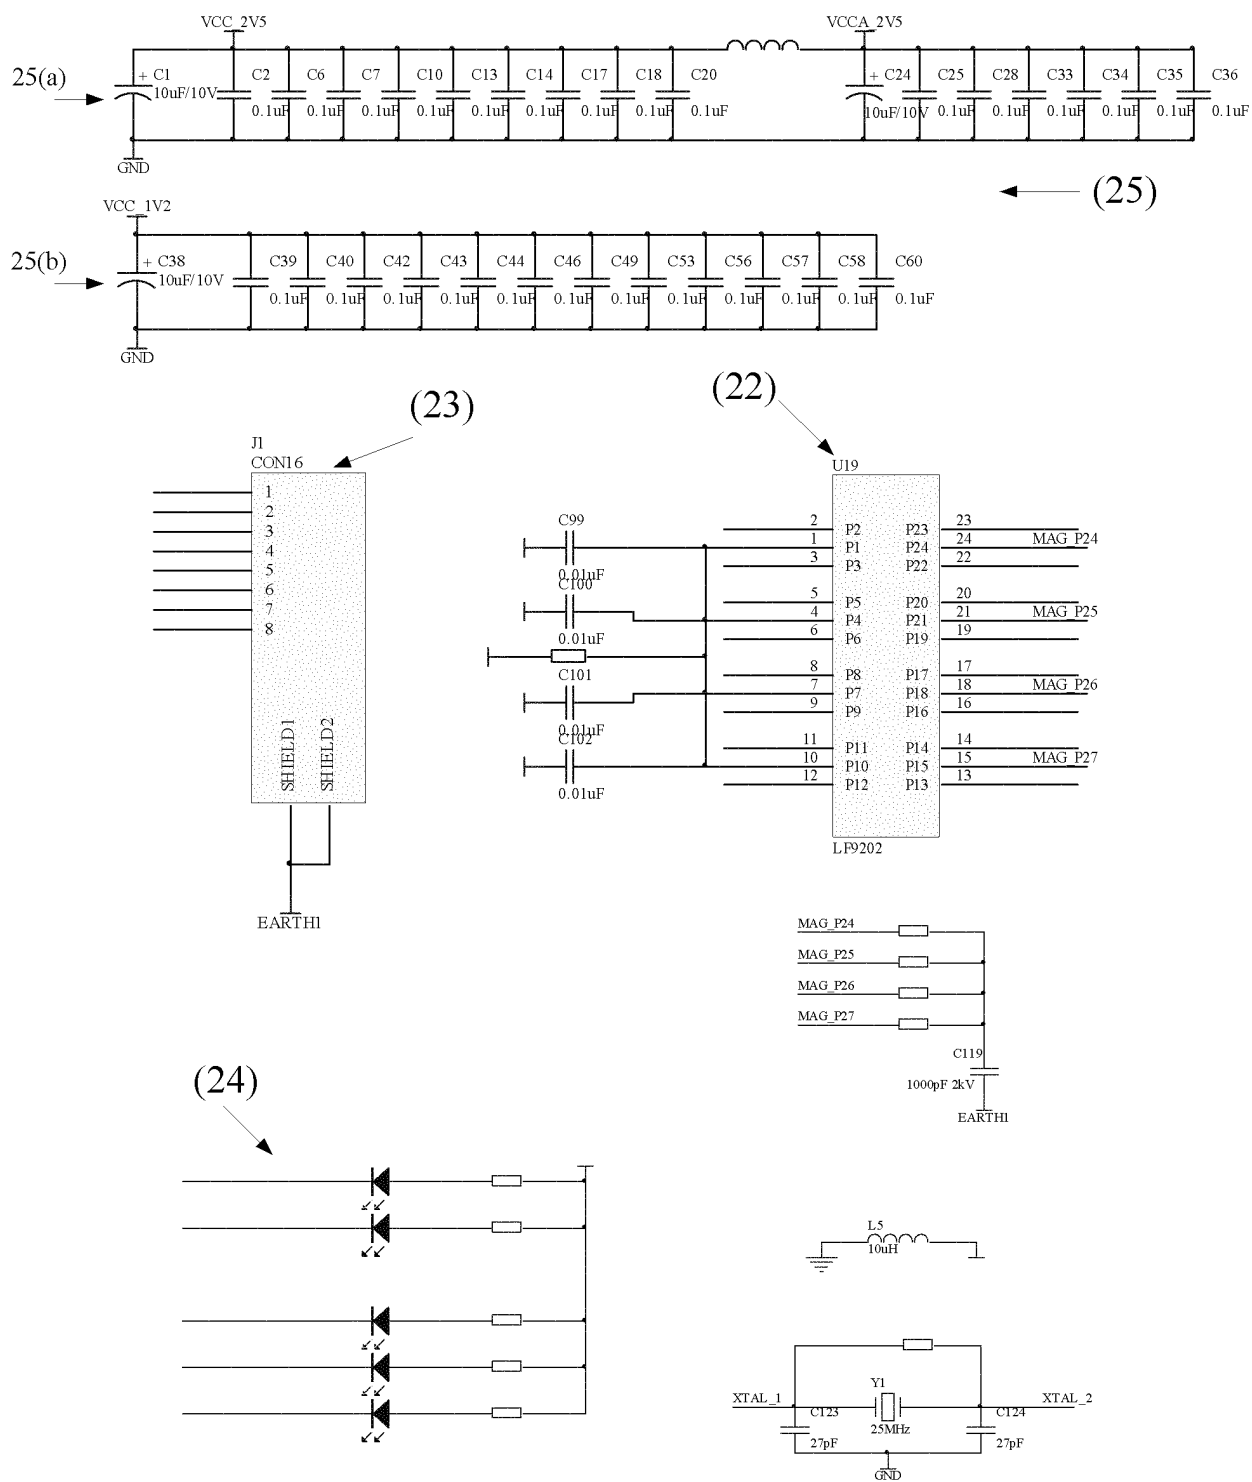 VCC_2V5
VCCA_2V5
25(a)
+ C1
10uF/10V
C2
0.1uF
C6
0.1uF
C7
0.1uF
C10
0.1uF
C13
0.1uF
C14
0.1uF
C17
0.1uF
C18
0.1uF
C20
0.1uF
+ C24
10uF/10V
C25
0.1uF
C28
0.1uF
C33
0.1uF
C34
0.1uF
C35
0.1uF
C36
0.1uF
GND
(25)
VCC_1V2
25(b)
+ C38
10uF/10V
C39
0.1uF
C40
0.1uF
C42
0.1uF
C43
0.1uF
C44
0.1uF
C46
0.1uF
C49
0.1uF
C53
0.1uF
C56
0.1uF
C57
0.1uF
C58
0.1uF
C60
0.1uF
GND
(23)
J1
CON16
1
2
3
4
5
6
7
8
SHIELD1
SHIELD2
EARTH1
(22)
U19
C99
0.01uF
C100
0.01uF
C101
0.01uF
C102
0.01uF
2 P2 P23 23
1 P1 P24 24 MAG_P24
3 P3 P22 22
5 P5 P20 20
4 P4 P21 21 MAG_P25
6 P6 P19 19
8 P8 P17 17
7 P7 P18 18 MAG_P26
9 P9 P16 16
11 P11 P14 14
10 P10 P15 15 MAG_P27
12 P12 P13 13
LF9202
MAG_P24
MAG_P25
MAG_P26
MAG_P27
C119
1000pF 2kV
EARTH1
(24)
L5
10uH
XTAL_1
Y1
25MHz
XTAL_2
C123
27pF
C124
27pF
GND